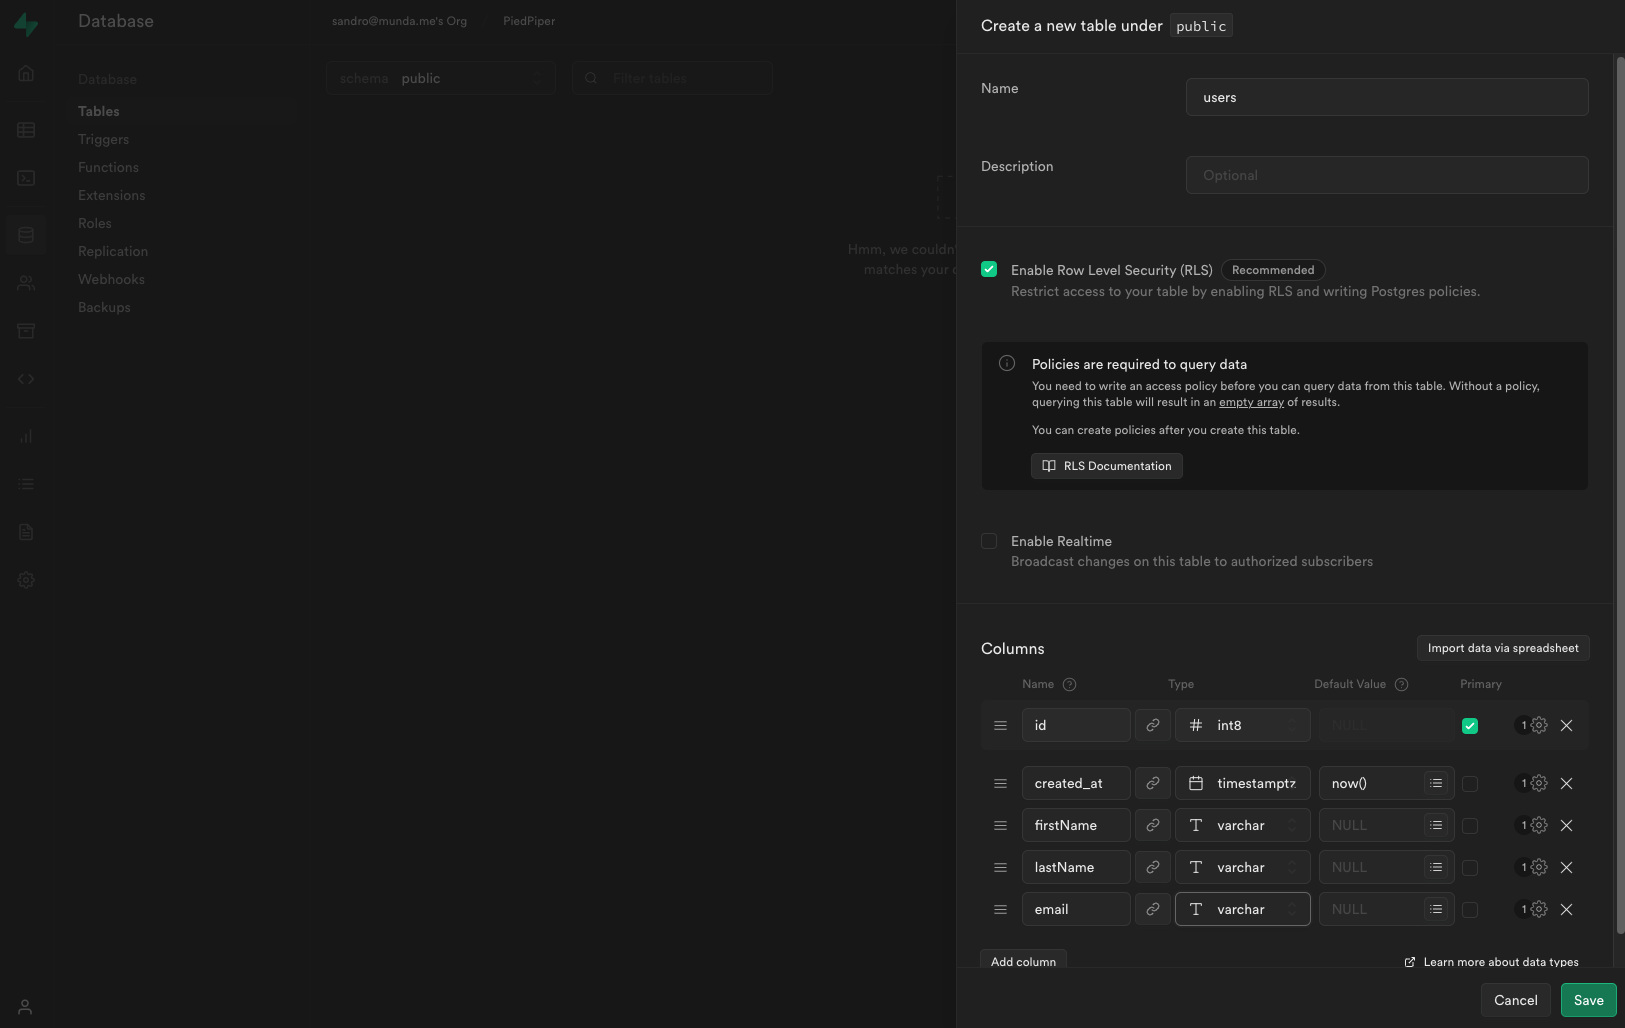 Database
sandro@munda.me's Org
PiedPiper
Create a new table under public
Database
Tables
Triggers
Functions
Extensions
Roles
Replication
Webhooks
Backups
schema public
Filter tables
Hmm, we couldn'
matches your
Name
users
Description
Optional
Enable Row Level Security (RLS) Recommended
Restrict access to your table by enabling RLS and writing Postgres policies.
Policies are required to query data
You need to write an access policy before you can query data from this table. Without a policy,
querying this table will result in an empty array of results.
You can create policies after you create this table.
RLS Documentation
Enable Realtime
Broadcast changes on this table to authorized subscribers
Columns
Import data via spreadsheet
Name Type Default Value Primary
id int8 NULL 1
created_at timestamptz now() 1
firstName varchar NULL 1
lastName varchar NULL 1
email varchar NULL 1
Add column
Learn more about data types
Cancel
Save